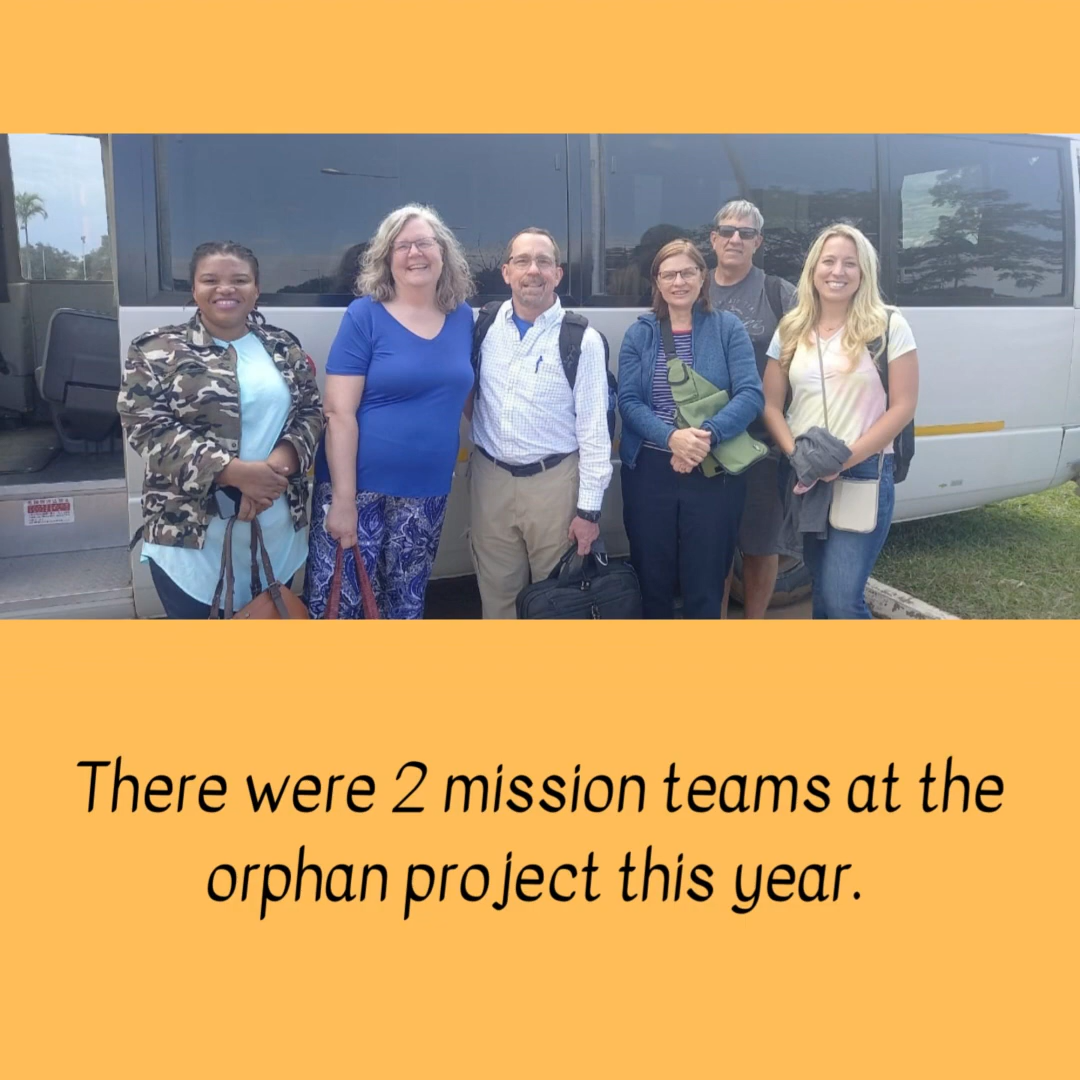 There were 2 mission teams at the
orphan project this year.